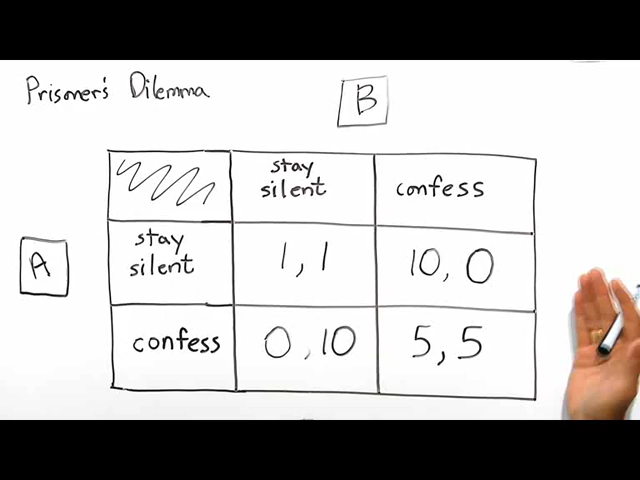 Prisoner's Dilemma
B
stay
silent
confess
A
stay
silent
1, 1
10, 0
confess
0, 10
5, 5